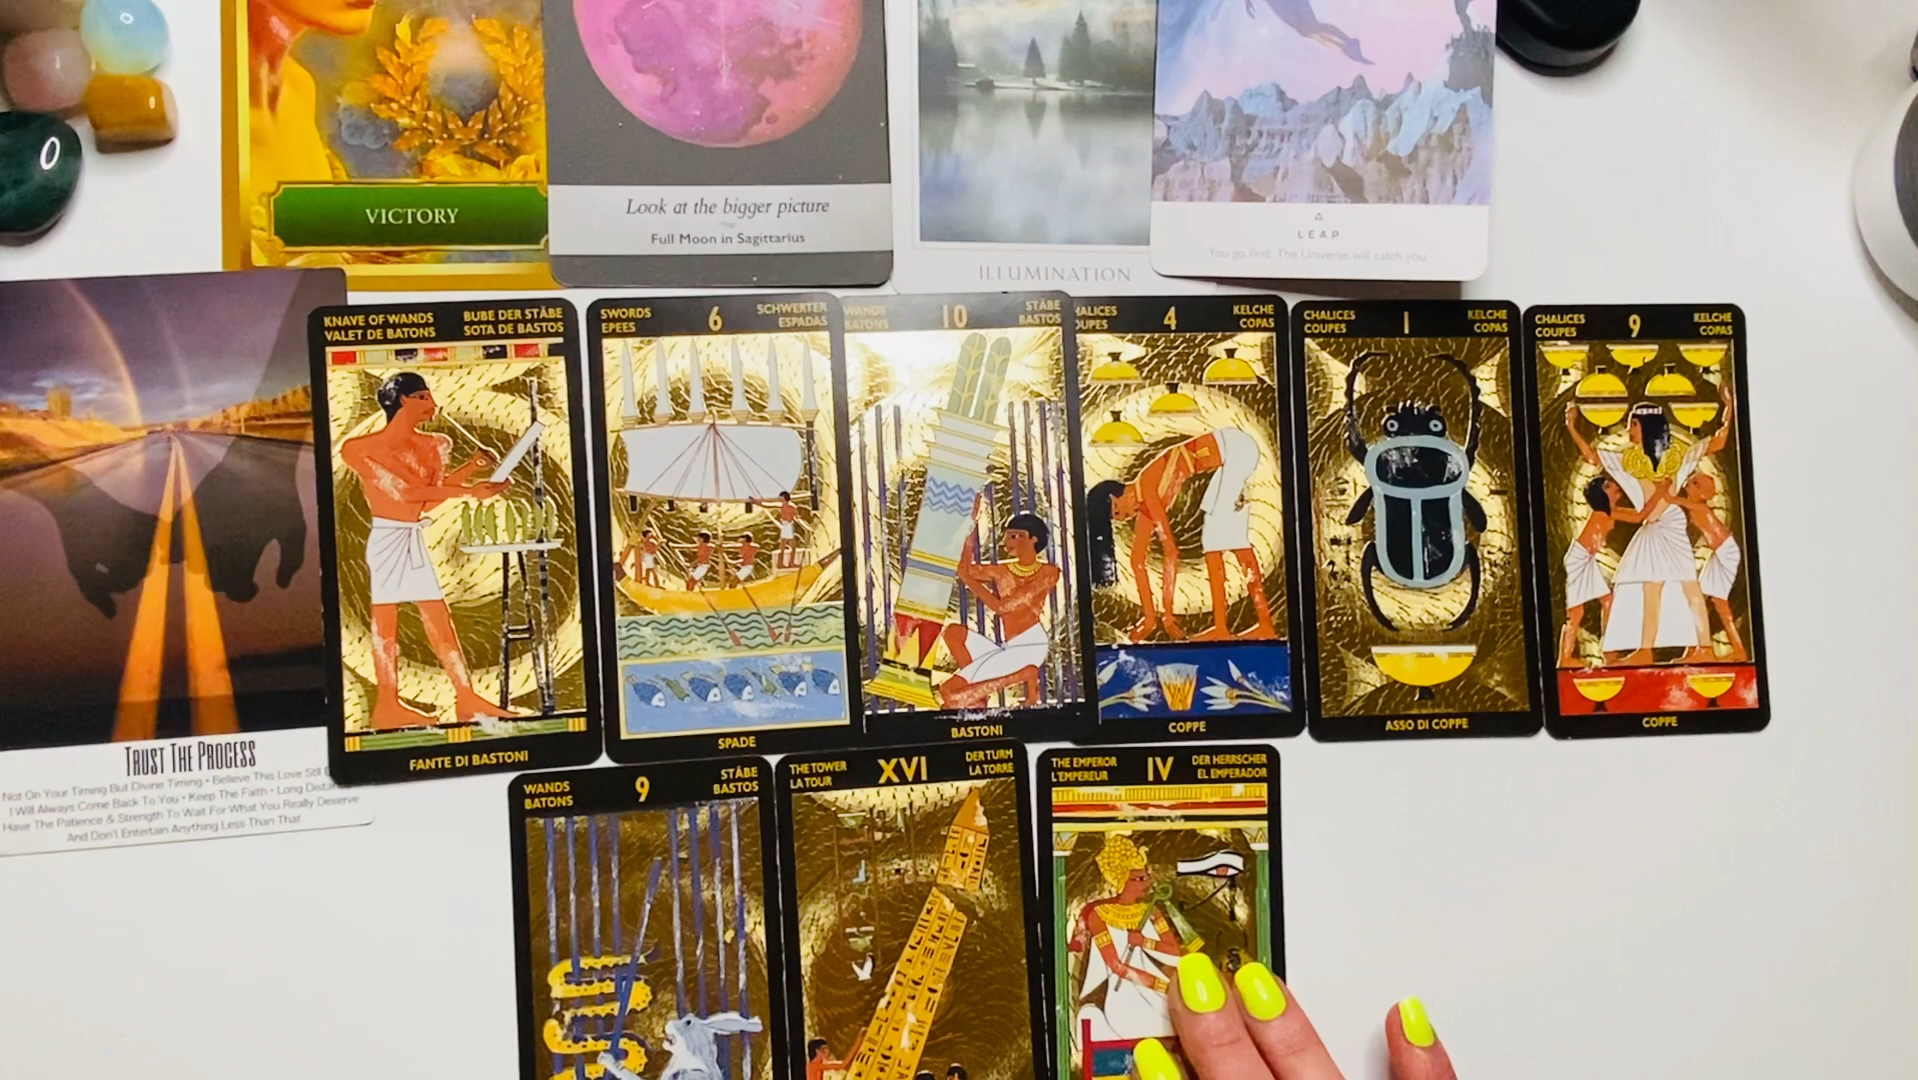 VICTORY
Look at the bigger picture
Full Moon in Sagittarius
ILLUMINATION
LEAP
You go first. The Universe will catch you
KNAVE OF WANDS
VALET DE BATONS
BUBE DER STÄBE
SOTA DE BASTOS
FANTE DI BASTONI
SWORDS
EPEES
6
SCHWERTER
ESPADAS
SPADE
WANDS
BATONS
10
STÄBE
BASTOS
BASTONI
HALICES
OUPES
4
KELCHE
COPAS
COPPE
CHALICES
COUPES
1
KELCHE
COPAS
ASSO DI COPPE
CHALICES
COUPES
9
KELCHE
COPAS
COPPE
TRUST THE PROCESS
Not On Your Timing But Divine Timing • Believe This Love Still
I Will Always Come Back To You • Keep The Faith • Long Distan
Have The Patience & Strength To Wait For What You Really Deserve
And Don't Entertain Anything Less Than That
WANDS
BATONS
9
STÄBE
BASTOS
THE TOWER
LA TOUR
XVI
DER TURM
LA TORRE
THE EMPEROR
L'EMPEREUR
IV
DER HERRSCHER
EL EMPERADOR